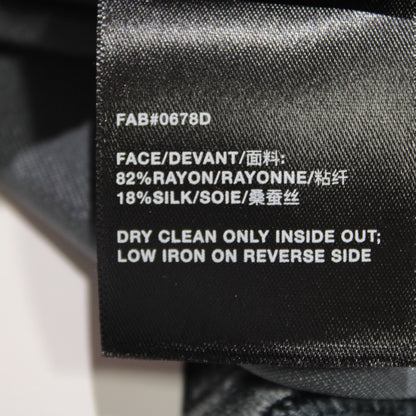 FAB#0678D
FACE/DEVANT/面料:
82%RAYON/RAYONNE/粘纤
18%SILK/SOIE/桑蚕丝
DRY CLEAN ONLY INSIDE OUT;
LOW IRON ON REVERSE SIDE